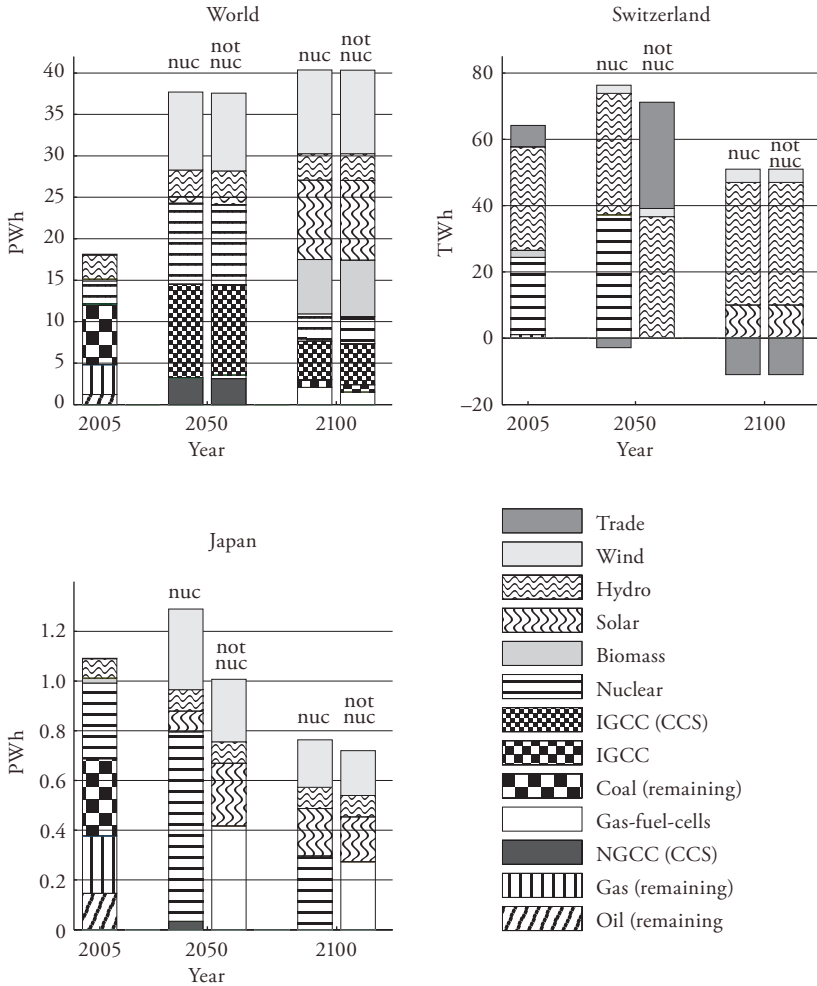 World
nuc
not
nuc
nuc
not
nuc
40
35
30
25
20
15
10
5
0
PWh
2005
2050
2100
Year
Switzerland
nuc
not
nuc
nuc
not
nuc
80
60
40
20
0
–20
TWh
2005
2050
2100
Year
Japan
nuc
not
nuc
nuc
not
nuc
1.2
1.0
0.8
0.6
0.4
0.2
0
PWh
2005
2050
2100
Year
Trade
Wind
Hydro
Solar
Biomass
Nuclear
IGCC (CCS)
IGCC
Coal (remaining)
Gas-fuel-cells
NGCC (CCS)
Gas (remaining)
Oil (remaining